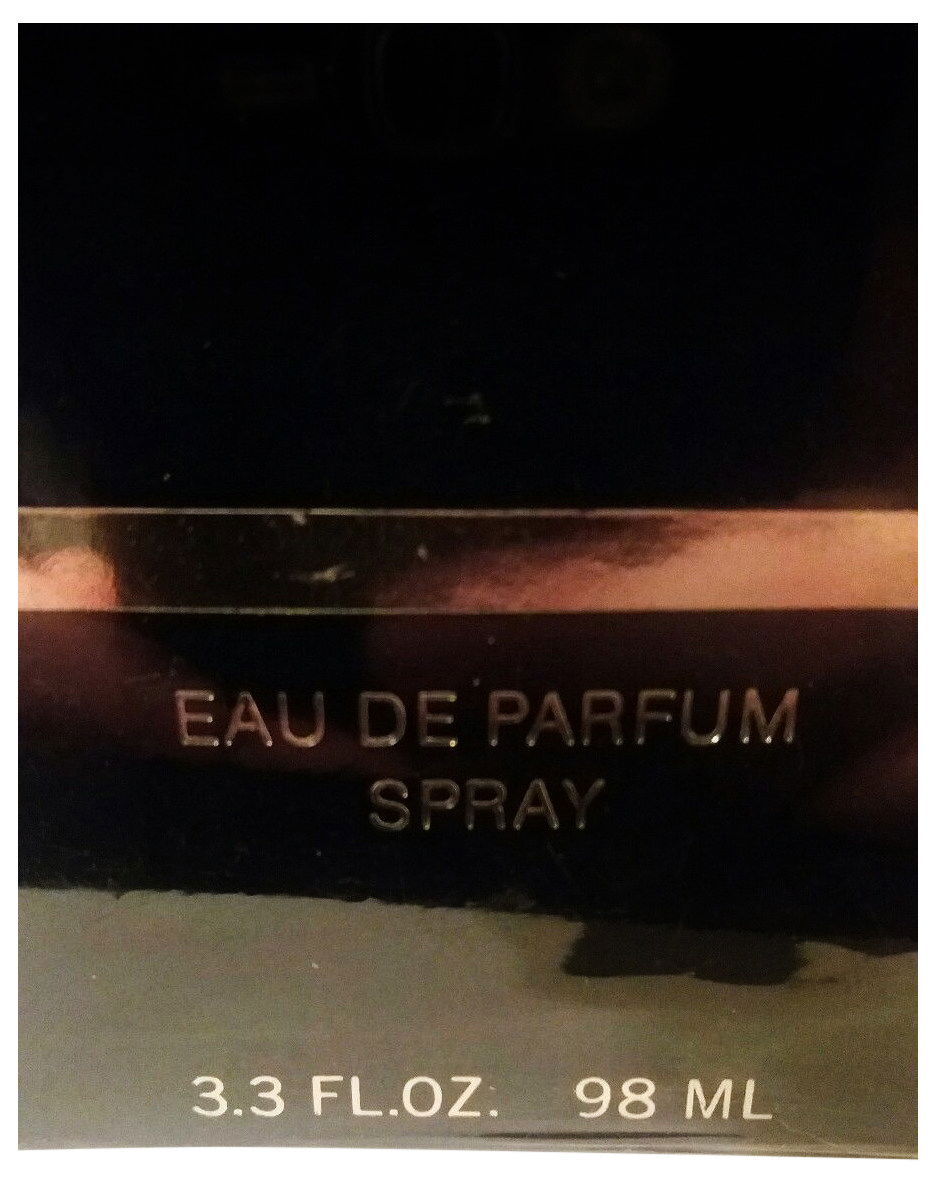 EAU DE PARFUM
SPRAY
3.3 FL.OZ. 98 ML